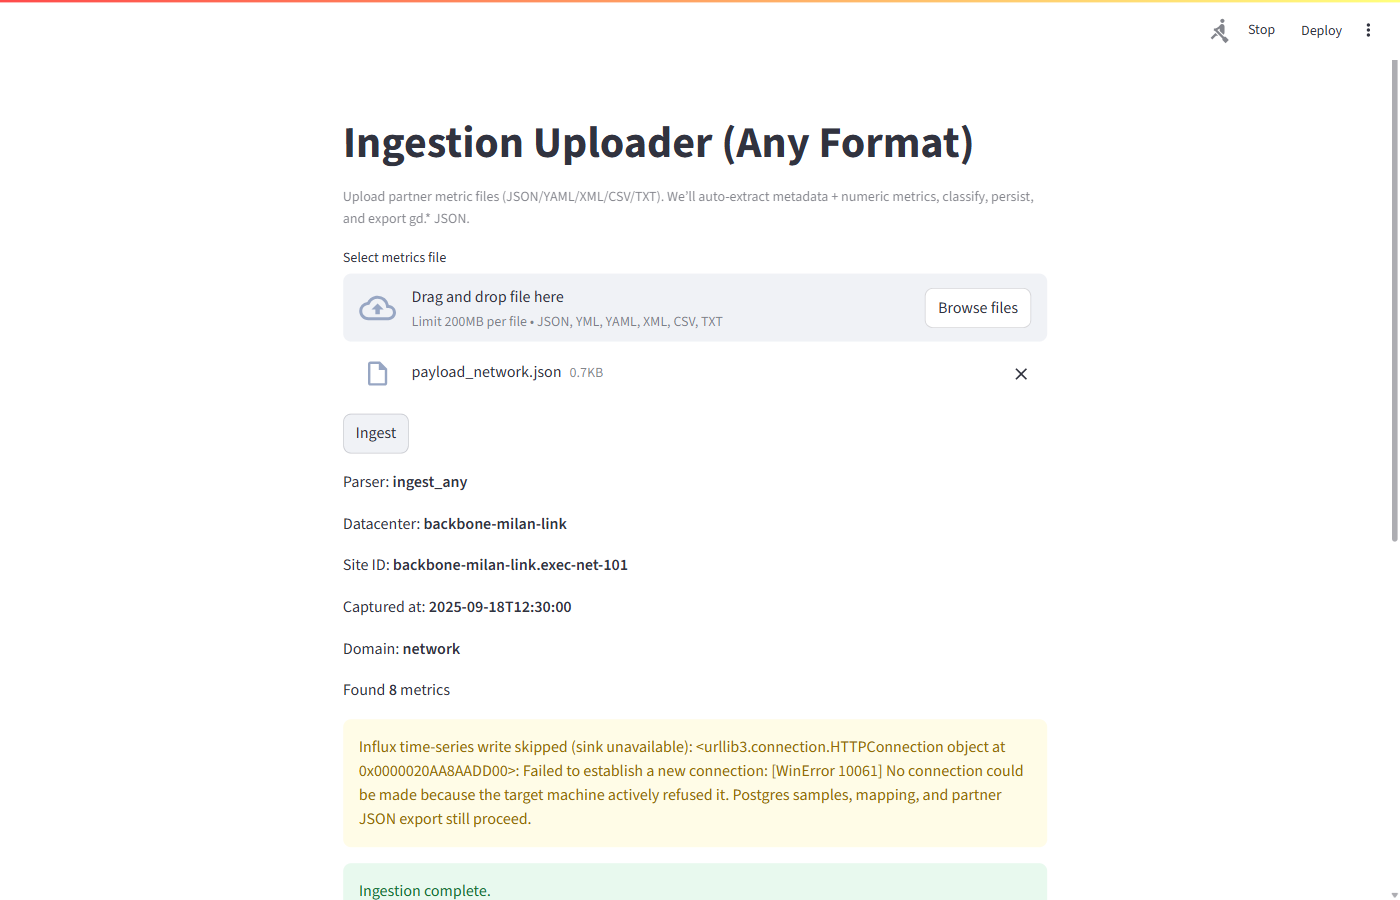 Stop
Deploy
Ingestion Uploader (Any Format)
Upload partner metric files (JSON/YAML/XML/CSV/TXT). We’ll auto-extract metadata + numeric metrics, classify, persist,
and export gd.* JSON.
Select metrics file
Drag and drop file here
Limit 200MB per file • JSON, YML, YAML, XML, CSV, TXT
Browse files
payload_network.json 0.7KB
Ingest
Parser: ingest_any
Datacenter: backbone-milan-link
Site ID: backbone-milan-link.exec-net-101
Captured at: 2025-09-18T12:30:00
Domain: network
Found 8 metrics
Influx time-series write skipped (sink unavailable): <urllib3.connection.HTTPConnection object at
0x0000020AA8AADD00>: Failed to establish a new connection: [WinError 10061] No connection could
be made because the target machine actively refused it. Postgres samples, mapping, and partner
JSON export still proceed.
Ingestion complete.